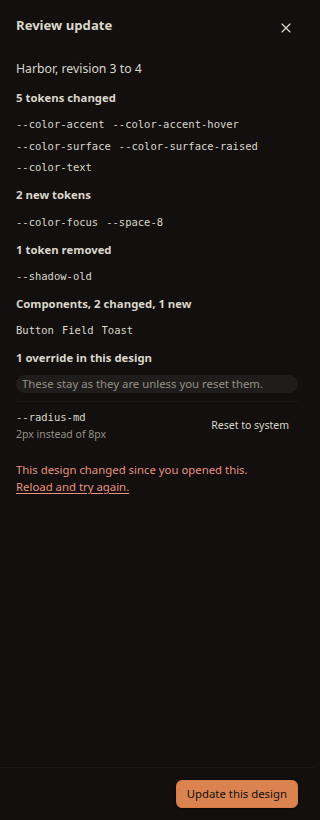 Review update
Harbor, revision 3 to 4
5 tokens changed
--color-accent --color-accent-hover
--color-surface --color-surface-raised
--color-text
2 new tokens
--color-focus --space-8
1 token removed
--shadow-old
Components, 2 changed, 1 new
Button Field Toast
1 override in this design
These stay as they are unless you reset them.
--radius-md
2px instead of 8px
Reset to system
This design changed since you opened this.
Reload and try again.
Update this design